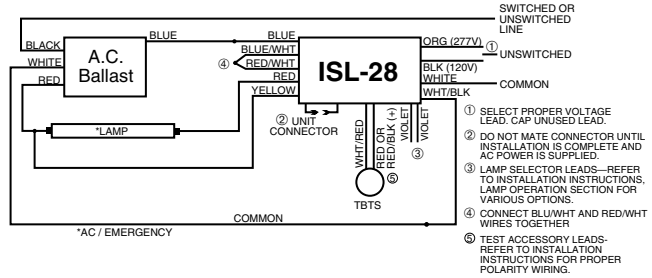 SWITCHED OR
UNSWITCHED
LINE
BLUE
BLUE
BLACK
BLUE/WHT
ORG (277V)
①
UNSWITCHED
WHITE
A.C.
Ballast
④
RED/WHT
ISL-28
BLK (120V)
RED
RED
WHITE
COMMON
YELLOW
WHT/BLK
② UNIT
CONNECTOR
*LAMP
WHT/RED
RED OR
RED/BLK (+)
VIOLET
VIOLET
③
⑤
TBTS
COMMON
*AC / EMERGENCY
① SELECT PROPER VOLTAGE
LEAD. CAP UNUSED LEAD.
② DO NOT MATE CONNECTOR UNTIL
INSTALLATION IS COMPLETE AND
AC POWER IS SUPPLIED.
③ LAMP SELECTOR LEADS—REFER
TO INSTALLATION INSTRUCTIONS,
LAMP OPERATION SECTION FOR
VARIOUS OPTIONS.
④ CONNECT BLU/WHT AND RED/WHT
WIRES TOGETHER
⑤ TEST ACCESSORY LEADS-
REFER TO INSTALLATION
INSTRUCTIONS FOR PROPER
POLARITY WIRING.